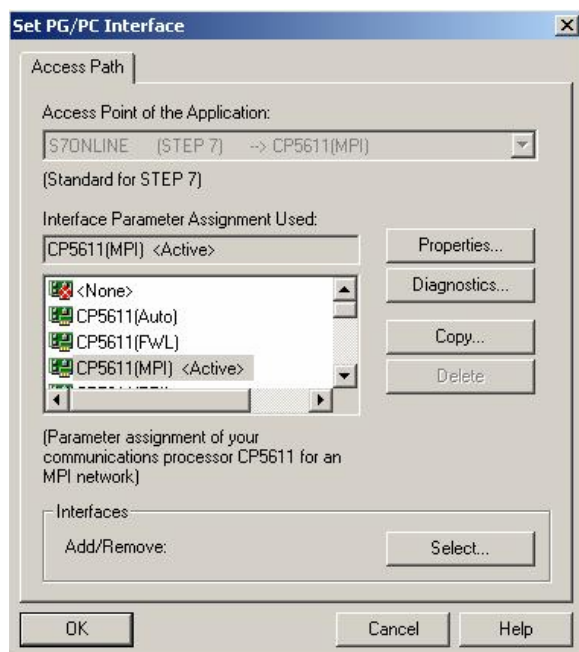 Set PG/PC Interface
Access Path
Access Point of the Application:
S7ONLINE (STEP 7) --> CP5611(MPI)
(Standard for STEP 7)
Interface Parameter Assignment Used:
CP5611(MPI) <Active>
Properties...
Diagnostics...
<None>
CP5611(Auto)
CP5611(FWL)
CP5611(MPI) <Active>
Copy...
Delete
(Parameter assignment of your
communications processor CP5611 for an
MPI network)
Interfaces
Add/Remove:
Select...
OK
Cancel
Help